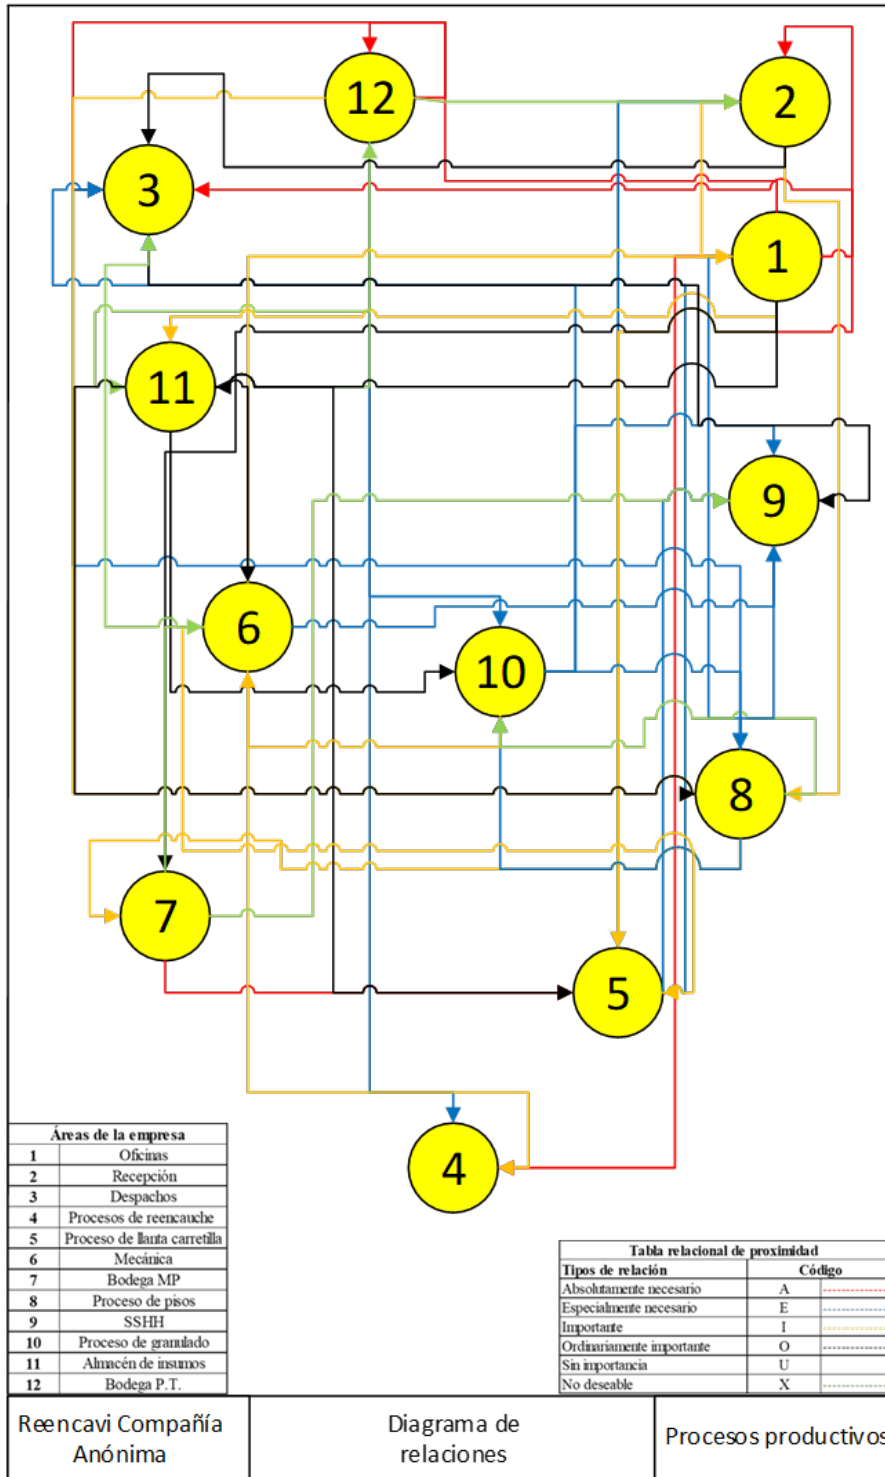 12
2
3
1
11
9
6
10
8
7
5
4
Áreas de la empresa
1 Oficinas
2 Recepción
3 Despachos
4 Procesos de reencauche
5 Proceso de llanta carretilla
6 Mecánica
7 Bodega MP
8 Proceso de pisos
9 SSHH
10 Proceso de granulado
11 Almacén de insumos
12 Bodega P.T.
Tabla relacional de proximidad
Tipos de relación Código
Absolutamente necesario A
Especialmente necesario E
Importante I
Ordinariamente importante O
Sin importancia U
No deseable X
Reencavi Compañía
Anónima
Diagrama de
relaciones
Procesos productivos